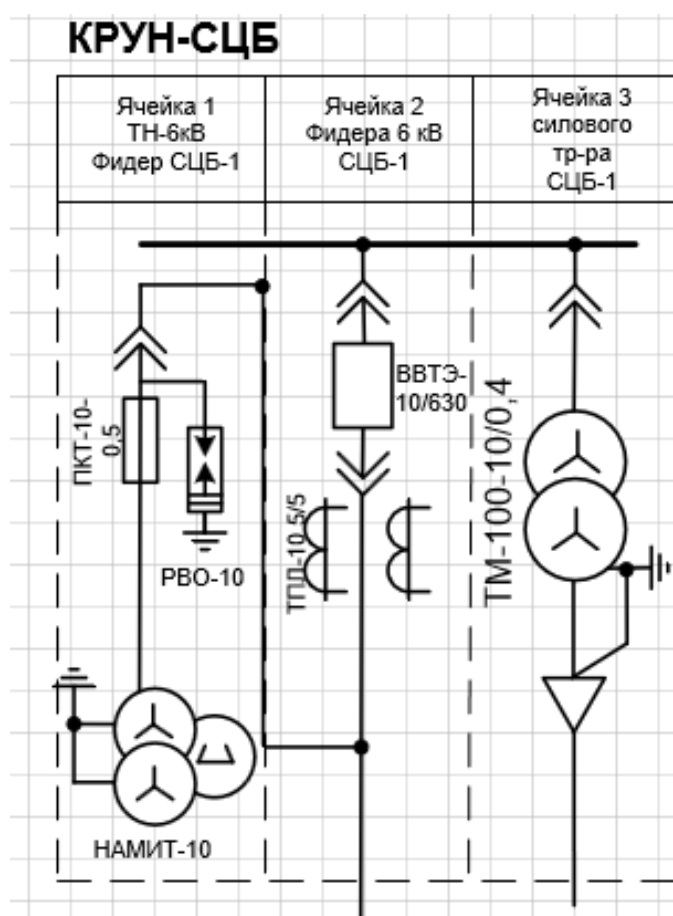 КРУН-СЦБ
Ячейка 1
ТН-6кВ
Фидер СЦБ-1
Ячейка 2
Фидера 6 кВ
СЦБ-1
Ячейка 3
силового
тр-ра
СЦБ-1
ПКТ-10-
0,5
РВО-10
НАМИТ-10
ВВТЭ-
10/630
ТПЛ-10 5/5
ТМ-100-10/0,4